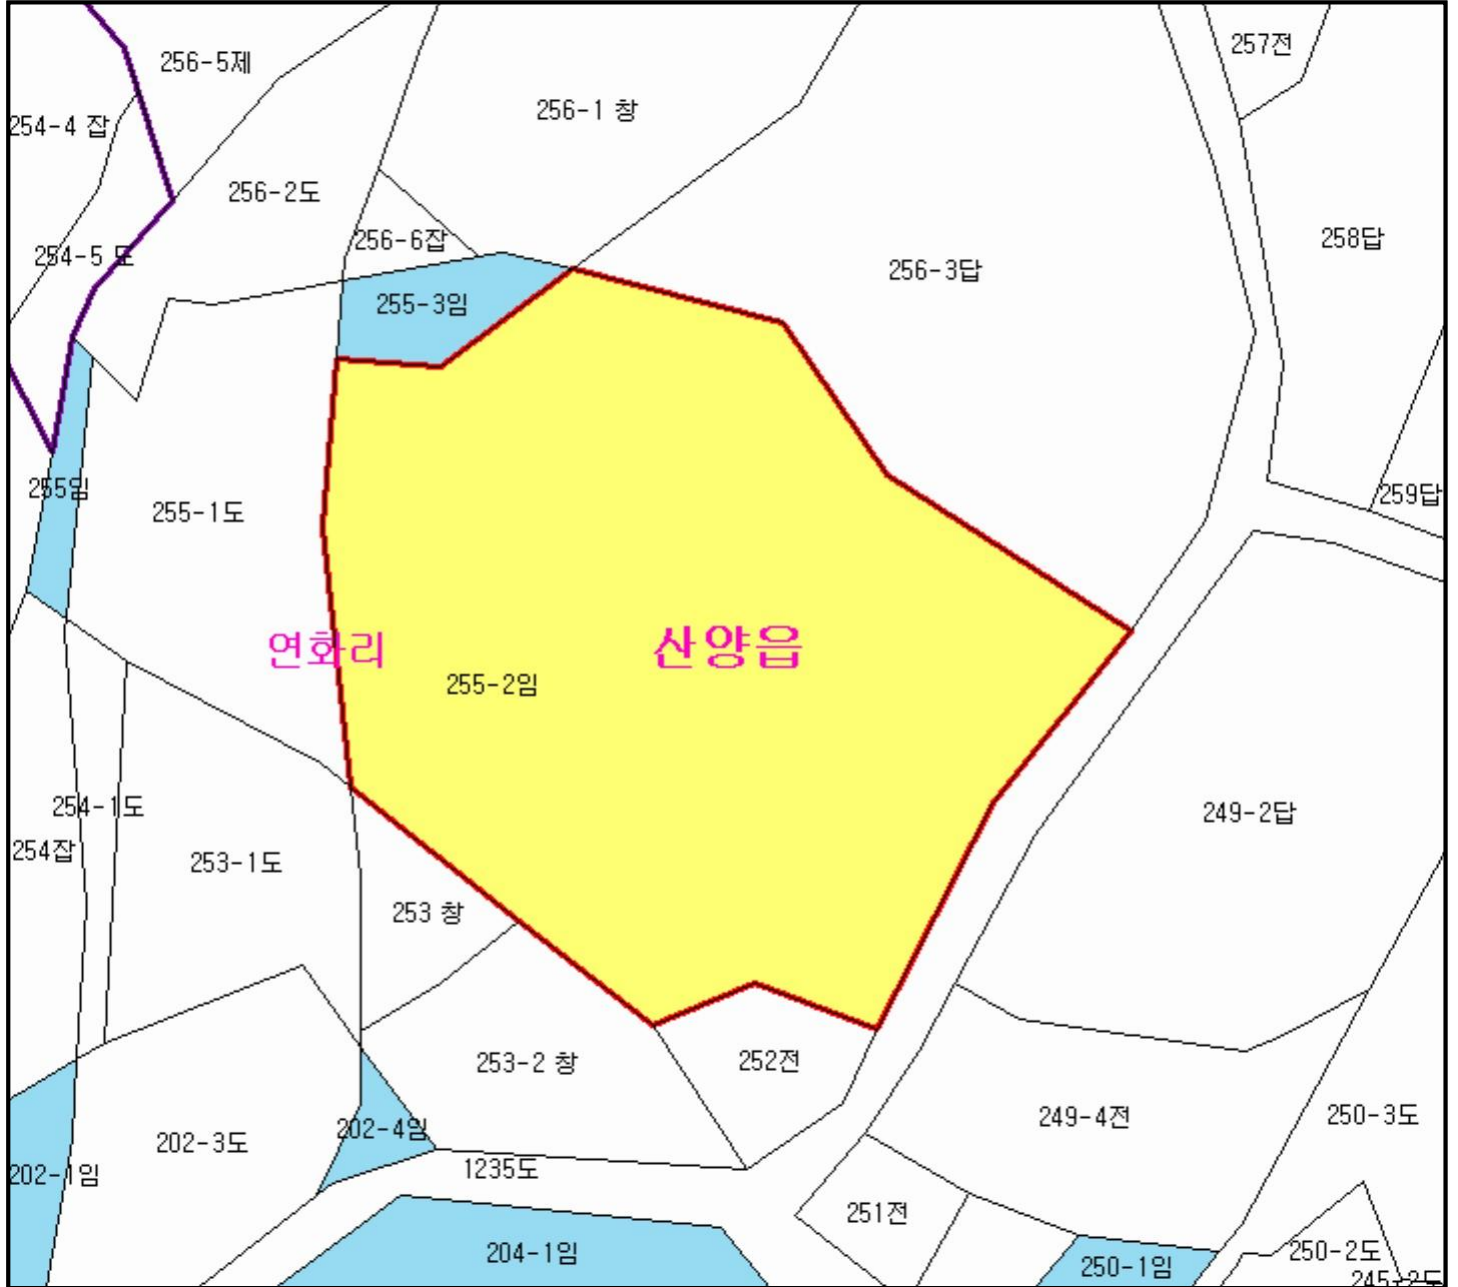 257전
256-5제
256-1 창
254-4 잡
256-2도
256-6잡
258답
254-5 도
256-3답
255-3임
255임
259답
255-1도
연화리
산양읍
255-2임
254-1도
249-2답
254잡
253-1도
253 창
253-2 창
252전
249-4전
250-3도
202-4임
202-3도
1235도
202-1임
251전
204-1임
250-2도
250-1임
245-2도